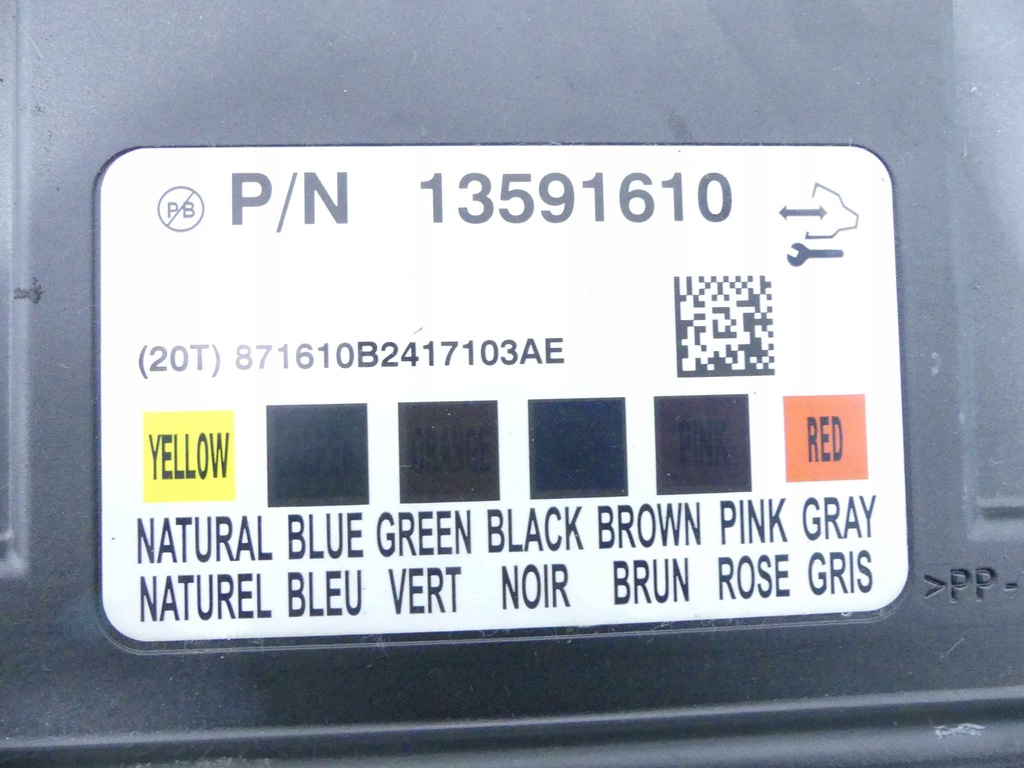 PB P/N 13591610
(20T) 871610B2417103AE
YELLOW ORANGE PINK RED
NATURAL BLUE GREEN BLACK BROWN PINK GRAY
NATUREL BLEU VERT NOIR BRUN ROSE GRIS
>PP-